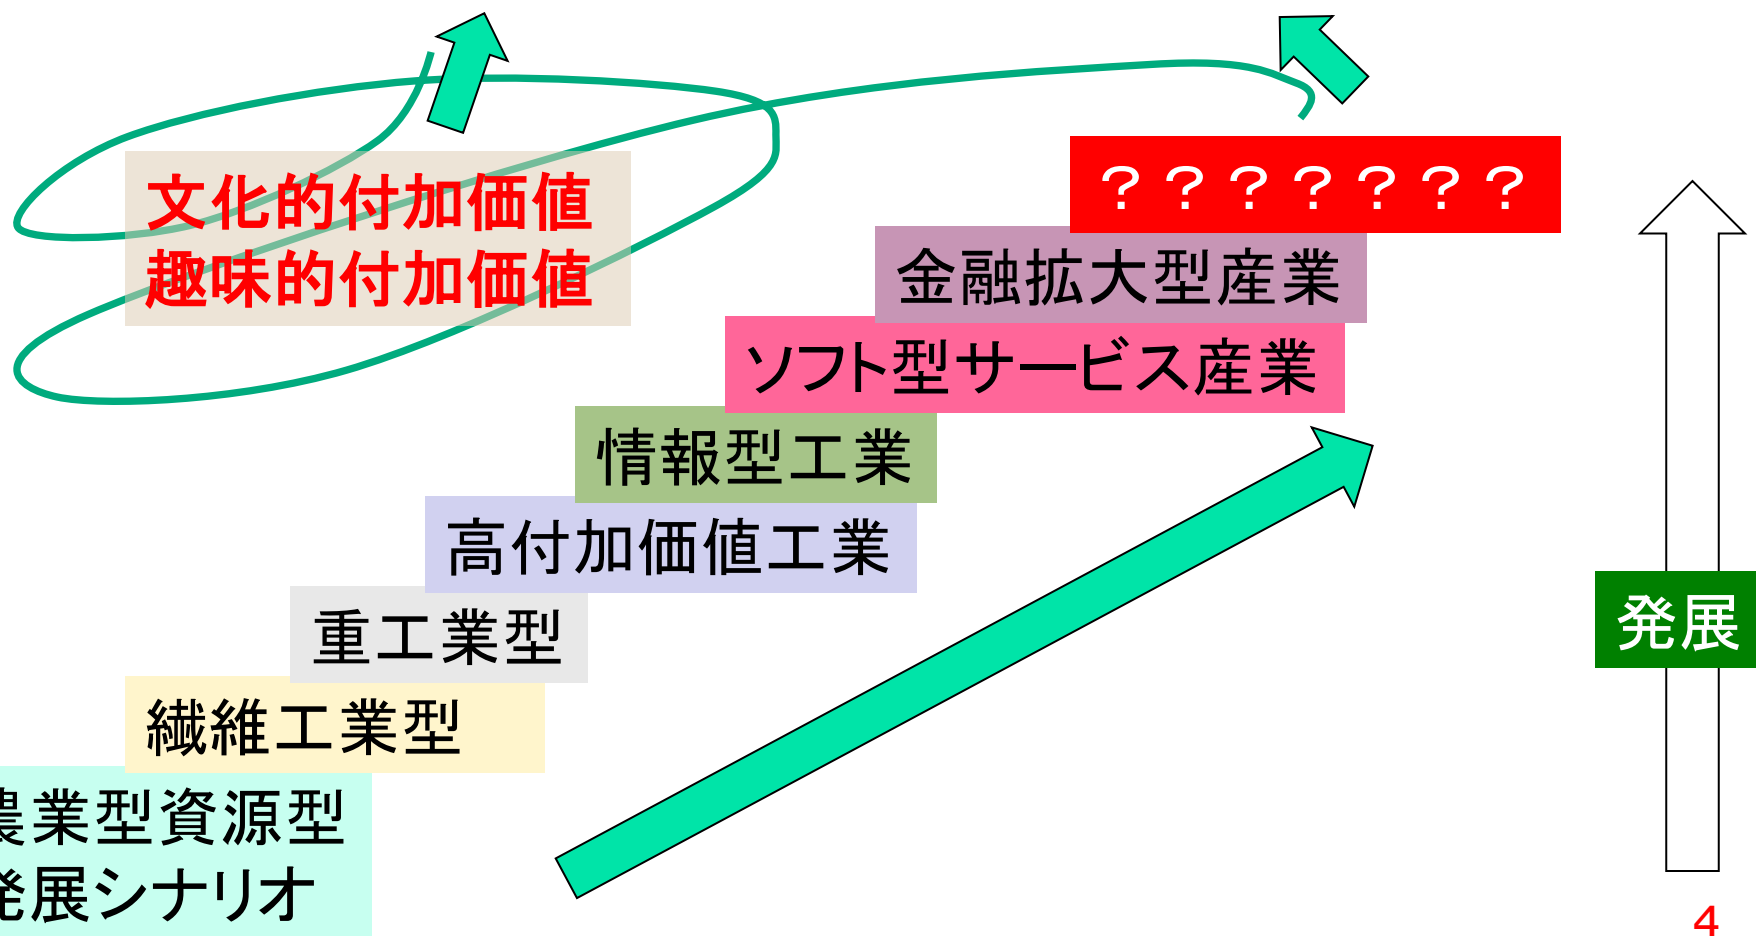 文化的付加価値
趣味的付加価値
???????
金融拡大型産業
ソフト型サービス産業
情報型工業
高付加価値工業
重工業型
繊維工業型
農業型資源型
発展シナリオ
発展
4